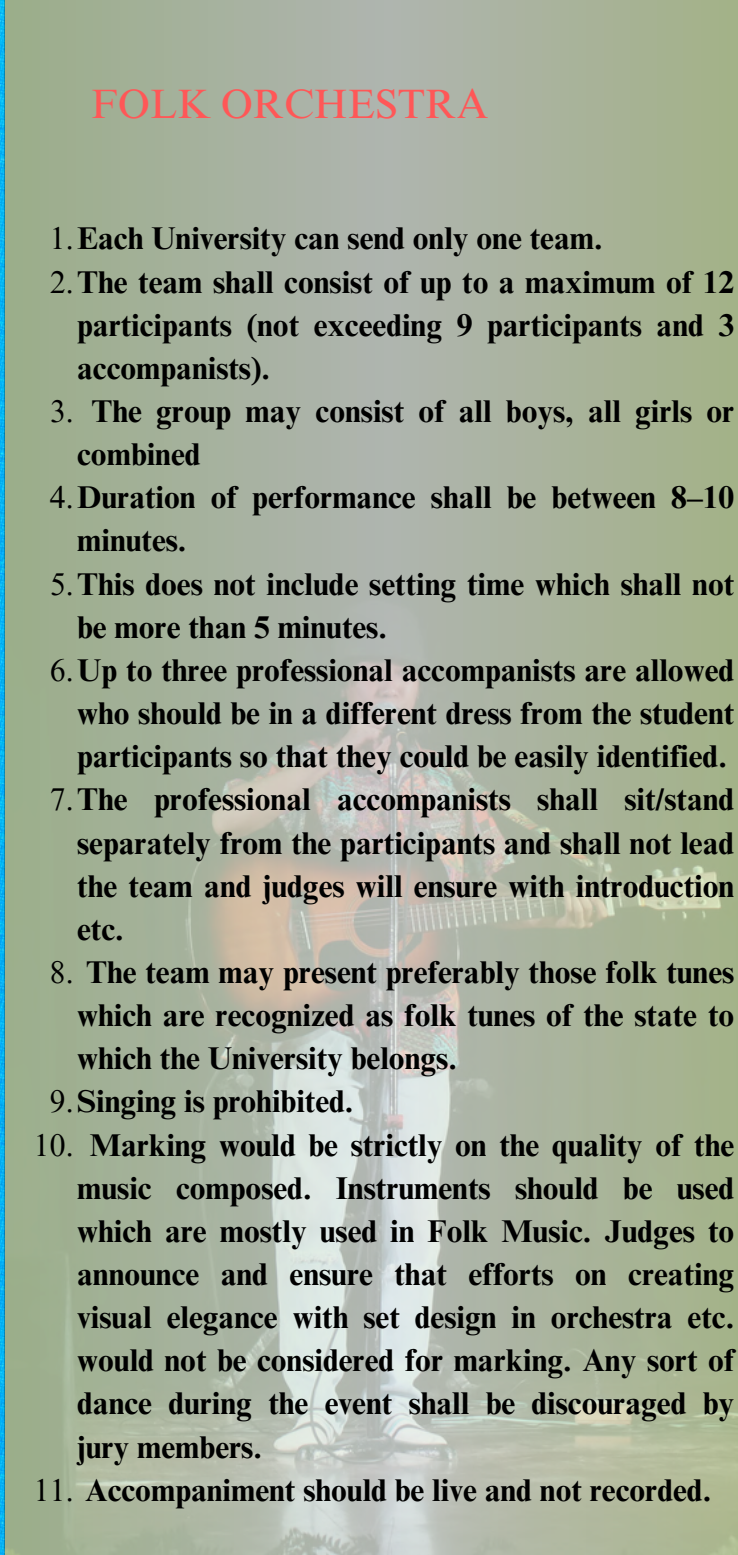 FOLK ORCHESTRA
1. Each University can send only one team.
2. The team shall consist of up to a maximum of 12
participants (not exceeding 9 participants and 3
accompanists).
3. The group may consist of all boys, all girls or
combined
4. Duration of performance shall be between 8–10
minutes.
5. This does not include setting time which shall not
be more than 5 minutes.
6. Up to three professional accompanists are allowed
who should be in a different dress from the student
participants so that they could be easily identified.
7. The professional accompanists shall sit/stand
separately from the participants and shall not lead
the team and judges will ensure with introduction
etc.
8. The team may present preferably those folk tunes
which are recognized as folk tunes of the state to
which the University belongs.
9. Singing is prohibited.
10. Marking would be strictly on the quality of the
music composed. Instruments should be used
which are mostly used in Folk Music. Judges to
announce and ensure that efforts on creating
visual elegance with set design in orchestra etc.
would not be considered for marking. Any sort of
dance during the event shall be discouraged by
jury members.
11. Accompaniment should be live and not recorded.